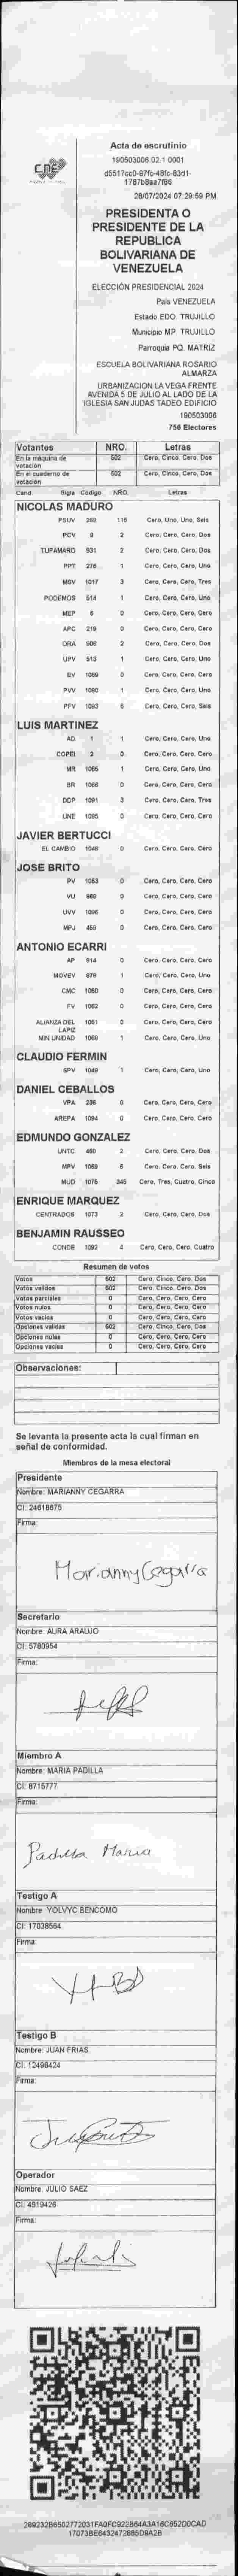 CNE
Acta de escrutinio
190503006.02.1.0001
28/07/2024 07:29:59 PM
PRESIDENTA O
PRESIDENTE DE LA
REPUBLICA
BOLIVARIANA DE
VENEZUELA
ELECCIÓN PRESIDENCIAL 2024
Pais VENEZUELA
Estado EDO. TRUJILLO
Municipio MP. TRUJILLO
Parroquia PQ. MATRIZ
ESCUELA BOLIVARIANA ROSARIO
ALMARZA
URBANIZACION LA VEGA FRENTE
AVENIDA 5 DE JULIO AL LADO DE LA
IGLESIA SAN JUDAS TADEO EDIFICIO
190503006
756 Electores
Votantes NRO. Letras
En la máquina de votación 502 Cero, Cinco, Cero, Dos
En el cuaderno de votación 502 Cero, Cinco, Cero, Dos
Cand Sigla Código NRO. Letras
NICOLAS MADURO
PSUV 116 Cero, Uno, Uno, Seis
PCV 2 Cero, Cero, Cero, Dos
TUPAMARO 931 2 Cero, Cero, Cero, Dos
PPT 1 Cero, Cero, Cero, Uno
MSV 1017 3 Cero, Cero, Cero, Tres
PODEMOS 514 1 Cero, Cero, Cero, Uno
MEP 6 0 Cero, Cero, Cero, Cero
APC 219 0 Cero, Cero, Cero, Cero
ORA 906 2 Cero, Cero, Cero, Dos
UPV 513 1 Cero, Cero, Cero, Uno
EV 1089 0 Cero, Cero, Cero, Cero
PVV 1080 1 Cero, Cero, Cero, Uno
PFV 1083 6 Cero, Cero, Cero, Seis
LUIS MARTINEZ
AD 1 1 Cero, Cero, Cero, Uno
COPEI 2 0 Cero, Cero, Cero, Cero
MR 1065 1 Cero, Cero, Cero, Uno
BR 1066 0 Cero, Cero, Cero, Cero
DDP 1091 3 Cero, Cero, Cero, Tres
UNE 1095 0 Cero, Cero, Cero, Cero
JAVIER BERTUCCI
EL CAMBIO 1048 0 Cero, Cero, Cero, Cero
JOSE BRITO
PV 1053 0 Cero, Cero, Cero, Cero
VU 969 0 Cero, Cero, Cero, Cero
UVV 1096 0 Cero, Cero, Cero, Cero
MPJ 450 0 Cero, Cero, Cero, Cero
ANTONIO ECARRI
AP 914 0 Cero, Cero, Cero, Cero
MOVEV 979 1 Cero, Cero, Cero, Uno
CMC 1050 0 Cero, Cero, Cero, Cero
FV 1062 0 Cero, Cero, Cero, Cero
ALIANZA DEL LAPIZ 1061 0 Cero, Cero, Cero, Cero
MIN UNIDAD 1069 1 Cero, Cero, Cero, Uno
CLAUDIO FERMIN
SPV 1049 1 Cero, Cero, Cero, Uno
DANIEL CEBALLOS
VPA 236 0 Cero, Cero, Cero, Cero
AREPA 1094 0 Cero, Cero, Cero, Cero
EDMUNDO GONZALEZ
UNTC 460 2 Cero, Cero, Cero, Dos
MPV 1068 6 Cero, Cero, Cero, Seis
MUD 1075 345 Cero, Tres, Cuatro, Cinco
ENRIQUE MARQUEZ
CENTRADOS 1073 2 Cero, Cero, Cero, Dos
BENJAMIN RAUSSEO
CONDE 1092 4 Cero, Cero, Cero, Cuatro
Resumen de votos
Votos 502 Cero, Cinco, Cero, Dos
Votos validos 502 Cero, Cinco, Cero, Dos
Votos parciales 0 Cero, Cero, Cero, Cero
Votos nulos 0 Cero, Cero, Cero, Cero
Votos vacios 0 Cero, Cero, Cero, Cero
Opciones validas 502 Cero, Cinco, Cero, Dos
Opciones nulas 0 Cero, Cero, Cero, Cero
Opciones vacias 0 Cero, Cero, Cero, Cero
Observaciones:
Se levanta la presente acta la cual firman en
señal de conformidad.
Miembros de la mesa electoral
Presidente
Nombre: MARIANNY CEGARRA
CI: 24618675
Firma:
Marianny Cegarra
Secretario
Nombre: AURA ARAUJO
CI: 5760954
Firma:
Miembro A
Nombre: MARIA PADILLA
CI: 8715777
Firma:
Padilla Maria
Testigo A
Nombre: YOLVYC BENCOMO
CI: 17038564
Firma:
Testigo B
Nombre: JUAN FRIAS
CI: 12498424
Firma:
Operador
Nombre: JULIO SAEZ
CI: 4919426
Firma: